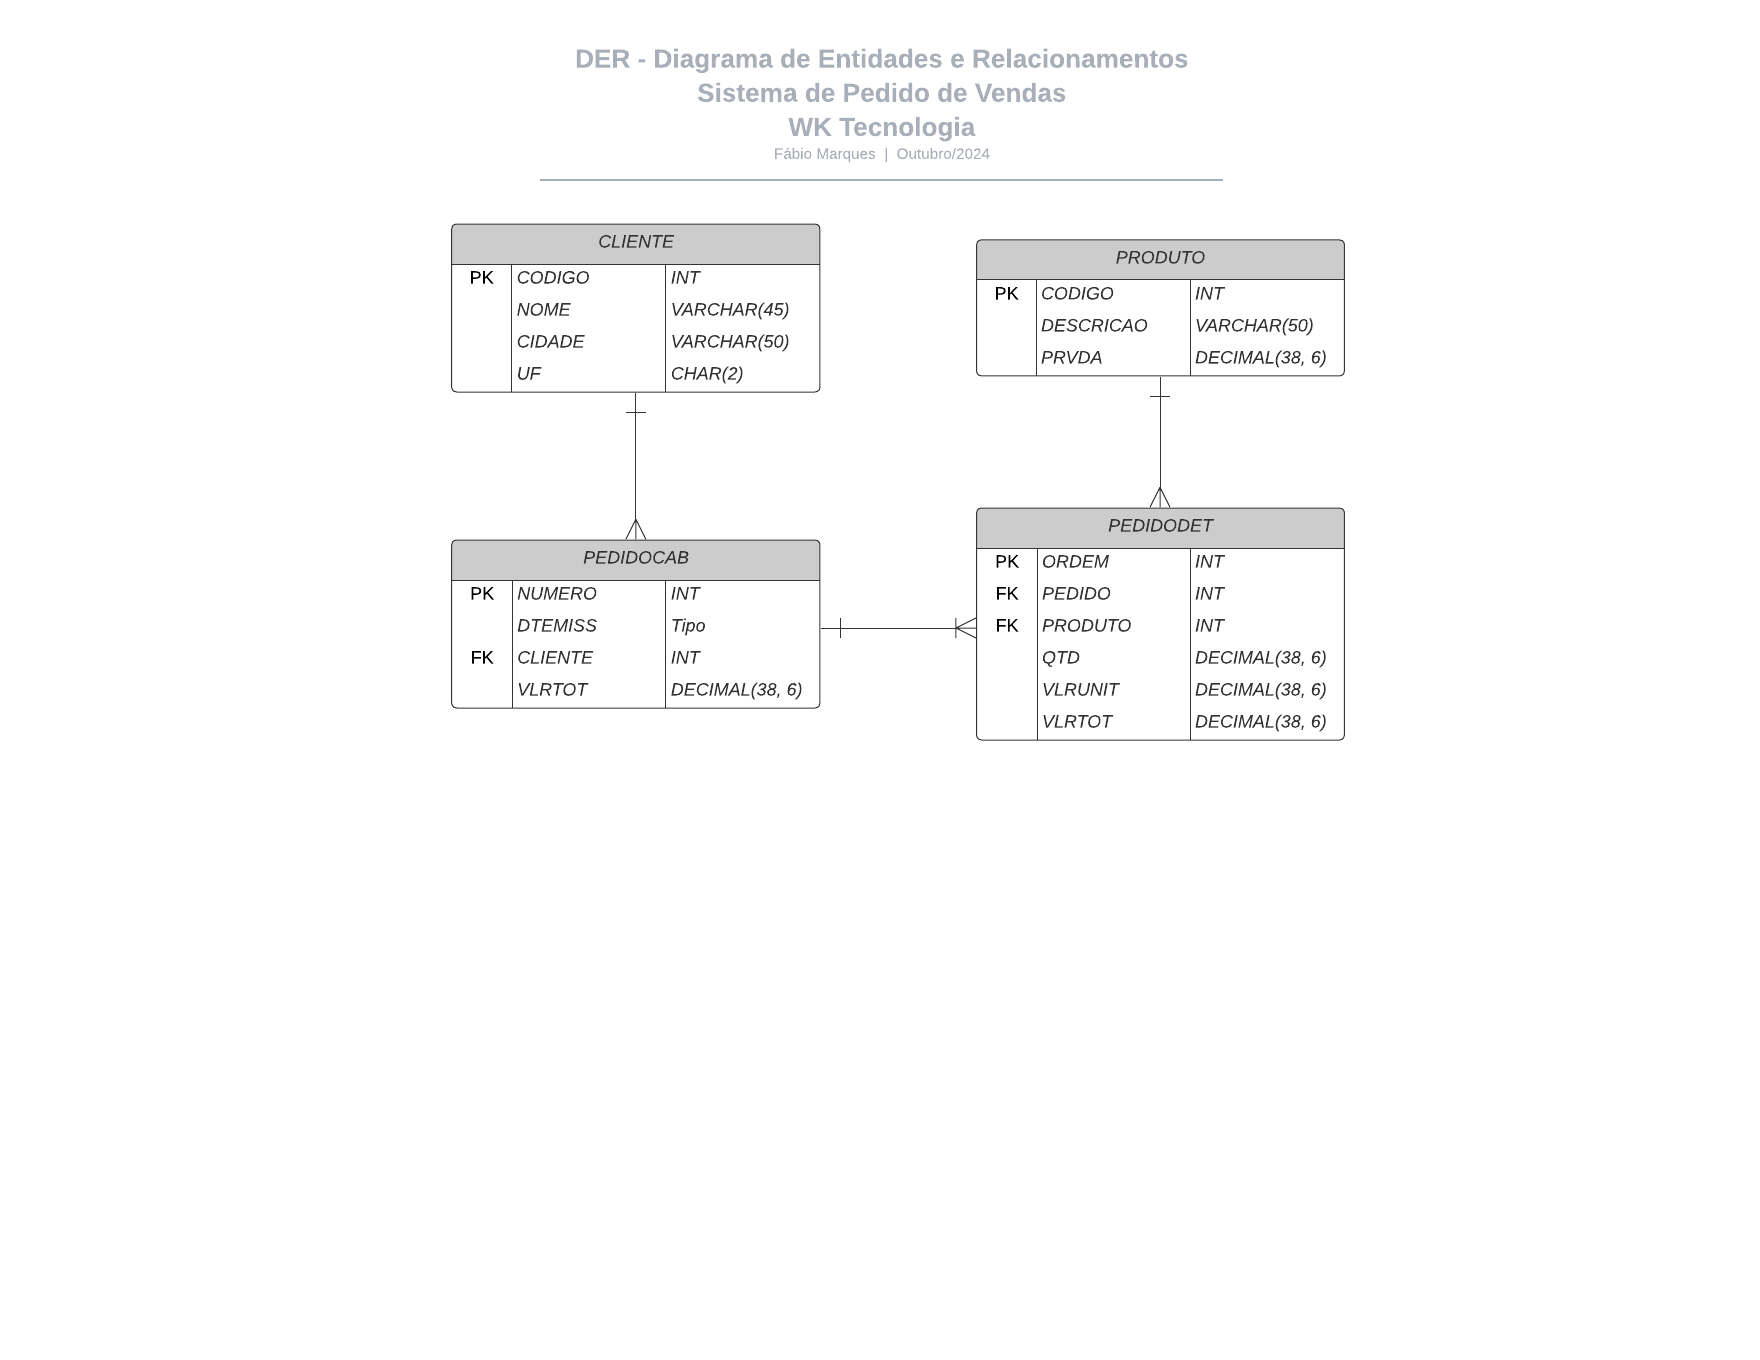 DER - Diagrama de Entidades e Relacionamentos
Sistema de Pedido de Vendas
WK Tecnologia
Fábio Marques | Outubro/2024
CLIENTE
PK CODIGO INT
NOME VARCHAR(45)
CIDADE VARCHAR(50)
UF CHAR(2)
PRODUTO
PK CODIGO INT
DESCRICAO VARCHAR(50)
PRVDA DECIMAL(38, 6)
PEDIDOCAB
PK NUMERO INT
DTEMISS Tipo
FK CLIENTE INT
VLRTOT DECIMAL(38, 6)
PEDIDODET
PK ORDEM INT
FK PEDIDO INT
FK PRODUTO INT
QTD DECIMAL(38, 6)
VLRUNIT DECIMAL(38, 6)
VLRTOT DECIMAL(38, 6)